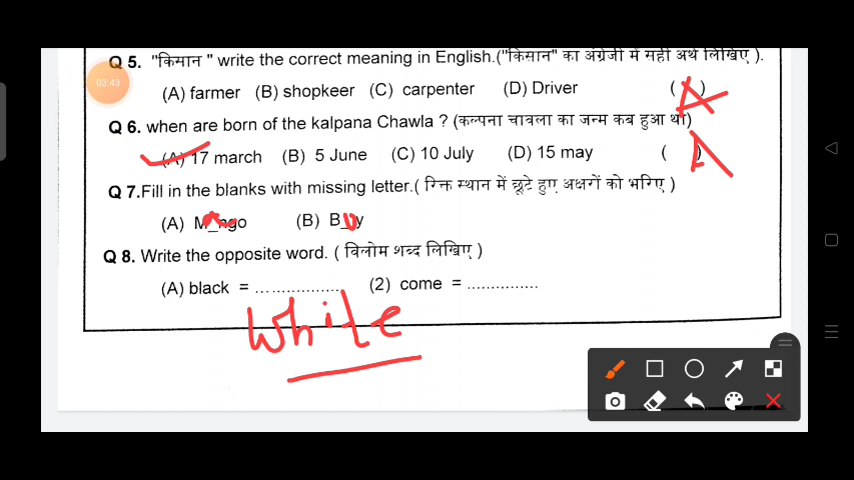 Q 5. "किमान " write the correct meaning in English.("किसान" का अंग्रेजी में सही अर्थ लिखिए ).
03:43
(A) farmer (B) shopkeer (C) carpenter (D) Driver ( A )
Q 6. when are born of the kalpana Chawla ? (कल्पना चावला का जन्म कब हुआ था)
(A) 17 march (B) 5 June (C) 10 July (D) 15 may ( A )
Q 7.Fill in the blanks with missing letter.( रिक्त स्थान में छूटे हुए अक्षरों को भरिए )
(A) M_ngo (B) B_y
Q 8. Write the opposite word. ( विलोम शब्द लिखिए )
(A) black = ................... (2) come = ...............
White